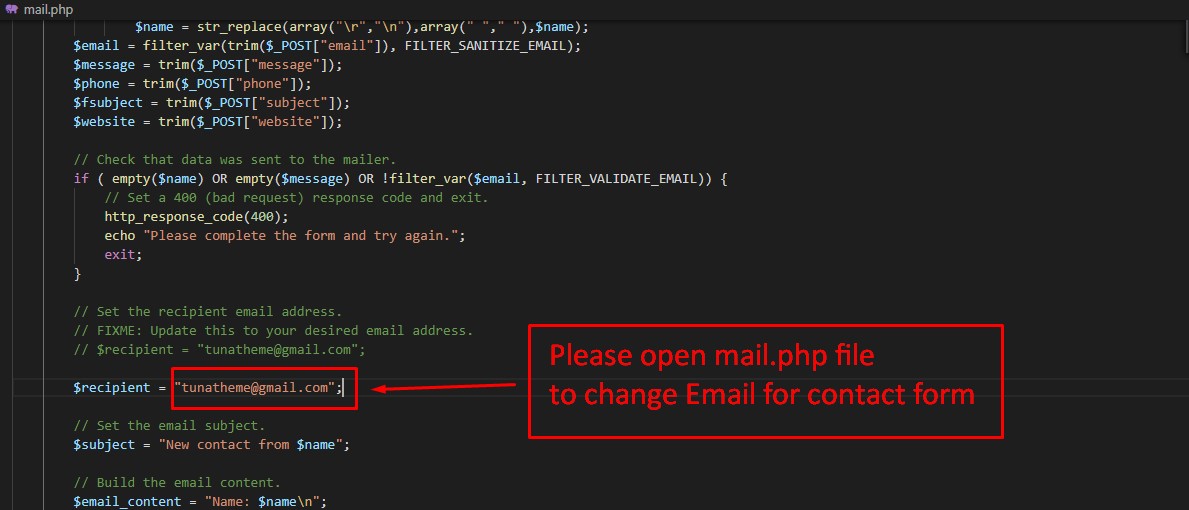 mail.php
$name = str_replace(array("\r","\n"),array(" "," "),$name);
$email = filter_var(trim($_POST["email"]), FILTER_SANITIZE_EMAIL);
$message = trim($_POST["message"]);
$phone = trim($_POST["phone"]);
$fsubject = trim($_POST["subject"]);
$website = trim($_POST["website"]);
// Check that data was sent to the mailer.
if ( empty($name) OR empty($message) OR !filter_var($email, FILTER_VALIDATE_EMAIL)) {
// Set a 400 (bad request) response code and exit.
http_response_code(400);
echo "Please complete the form and try again.";
exit;
}
// Set the recipient email address.
// FIXME: Update this to your desired email address.
// $recipient = "tunatheme@gmail.com";
$recipient = "tunatheme@gmail.com";
Please open mail.php file
to change Email for contact form
// Set the email subject.
$subject = "New contact from $name";
// Build the email content.
$email_content = "Name: $name\n";